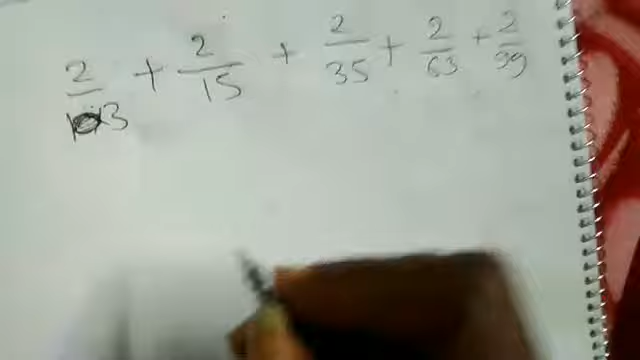 2/3 + 2/15 + 2/35 + 2/63 + 2/99